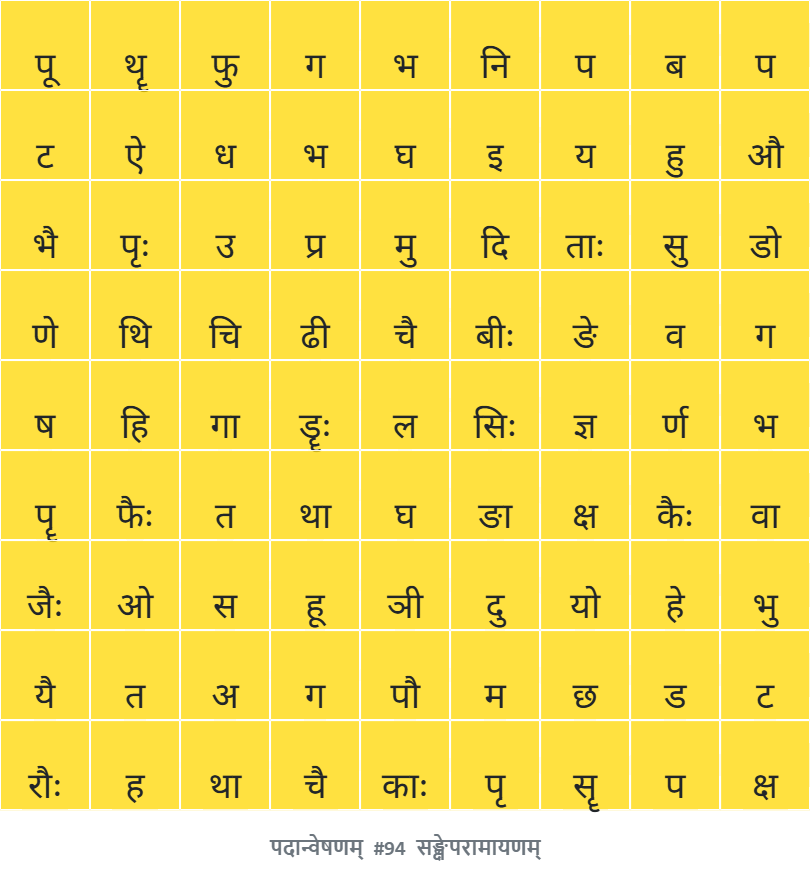 पू थॄ फु ग भ नि प ब प
ट ऐ ध भ घ इ य हु औ
भै पृः उ प्र मु दि ताः सु डो
णे थि चि ढी चै बीः ङे व ग
ष हि गा डॄः ल सिः ज्ञ र्ण भ
पॄ फैः त था घ ङा क्ष कैः वा
जैः ओ स हू ञी दु यो हे भु
यै त अ ग पौ म छ ड ट
रौः ह था चै काः पृ सॄ प क्ष
पदान्वेषणम् #94 सङ्क्षेपरामायणम्